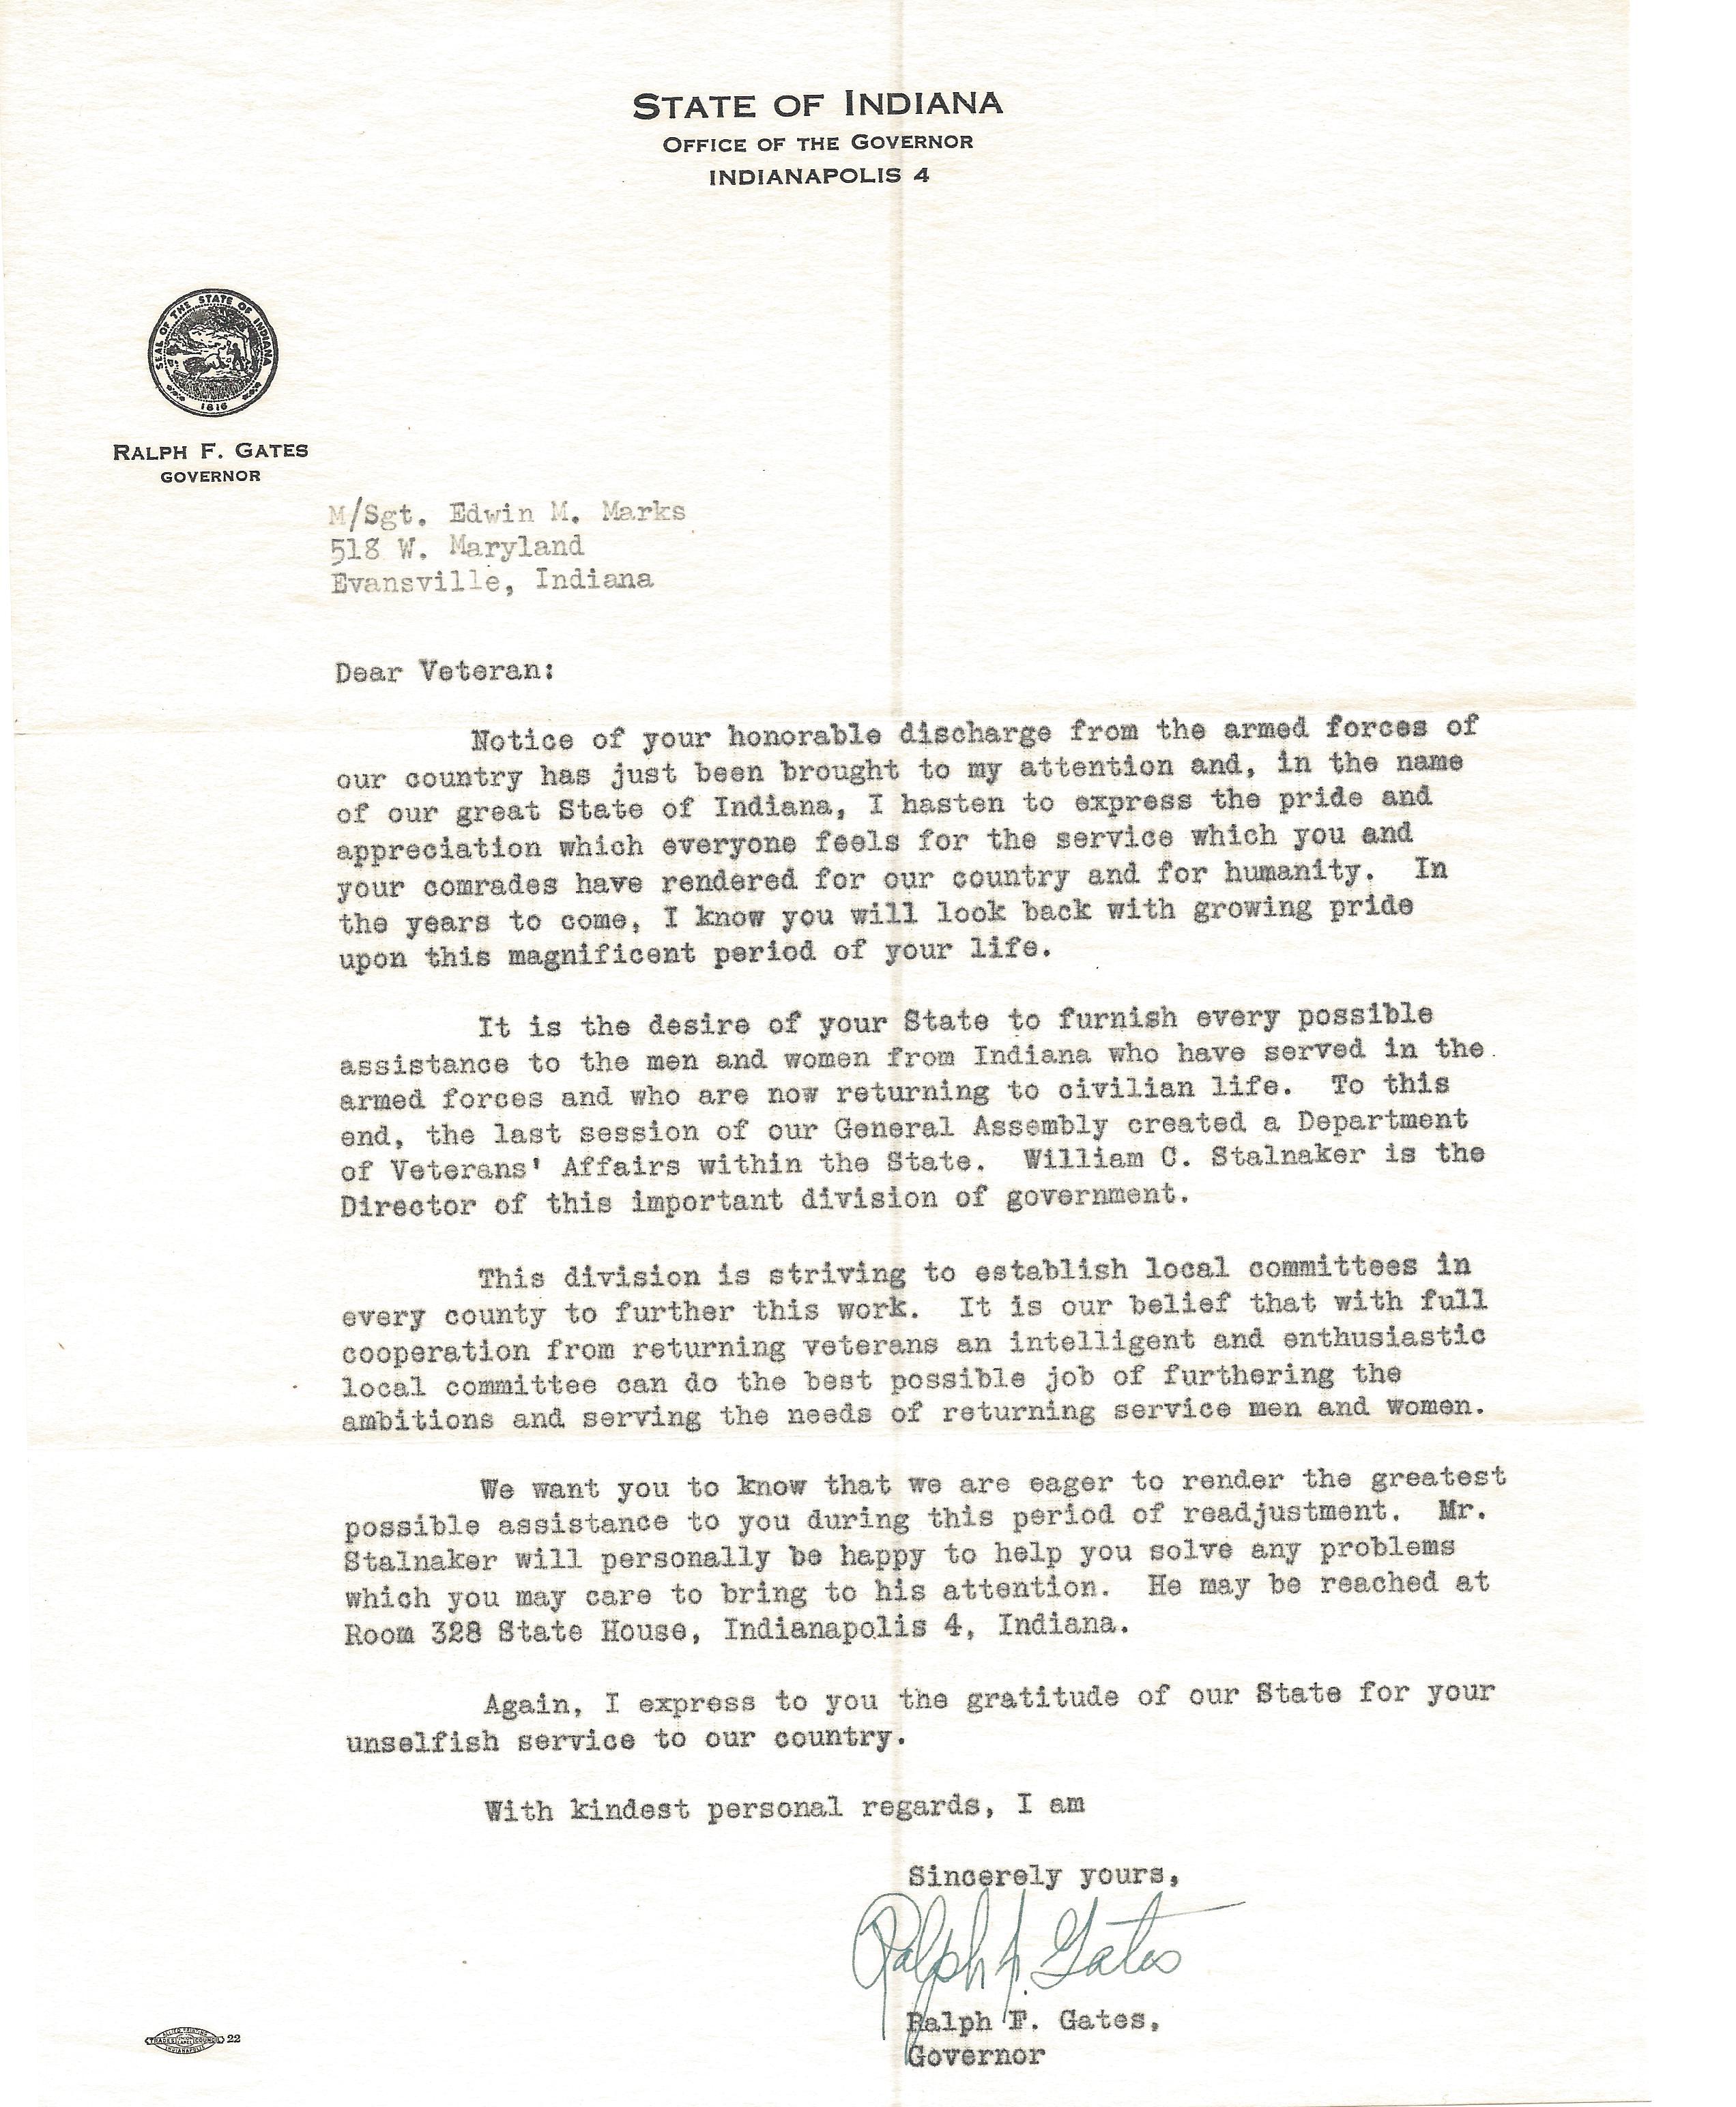 STATE OF INDIANA
OFFICE OF THE GOVERNOR
INDIANAPOLIS 4
SEAL OF THE STATE OF INDIANA
1816
RALPH F. GATES
GOVERNOR
M/Sgt. Edwin M. Marks
518 W. Maryland
Evansville, Indiana
Dear Veteran:
Notice of your honorable discharge from the armed forces of
our country has just been brought to my attention and, in the name
of our great State of Indiana, I hasten to express the pride and
appreciation which everyone feels for the service which you and
your comrades have rendered for our country and for humanity. In
the years to come, I know you will look back with growing pride
upon this magnificent period of your life.
It is the desire of your State to furnish every possible
assistance to the men and women from Indiana who have served in the
armed forces and who are now returning to civilian life. To this
end, the last session of our General Assembly created a Department
of Veterans' Affairs within the State. William C. Stalnaker is the
Director of this important division of government.
This division is striving to establish local committees in
every county to further this work. It is our belief that with full
cooperation from returning veterans an intelligent and enthusiastic
local committee can do the best possible job of furthering the
ambitions and serving the needs of returning service men and women.
We want you to know that we are eager to render the greatest
possible assistance to you during this period of readjustment. Mr.
Stalnaker will personally be happy to help you solve any problems
which you may care to bring to his attention. He may be reached at
Room 328 State House, Indianapolis 4, Indiana.
Again, I express to you the gratitude of our State for your
unselfish service to our country.
With kindest personal regards, I am
Sincerely yours,
Ralph F. Gates
Ralph F. Gates,
Governor
ALLIED PRINTING
TRADES COUNCIL 22
INDIANAPOLIS